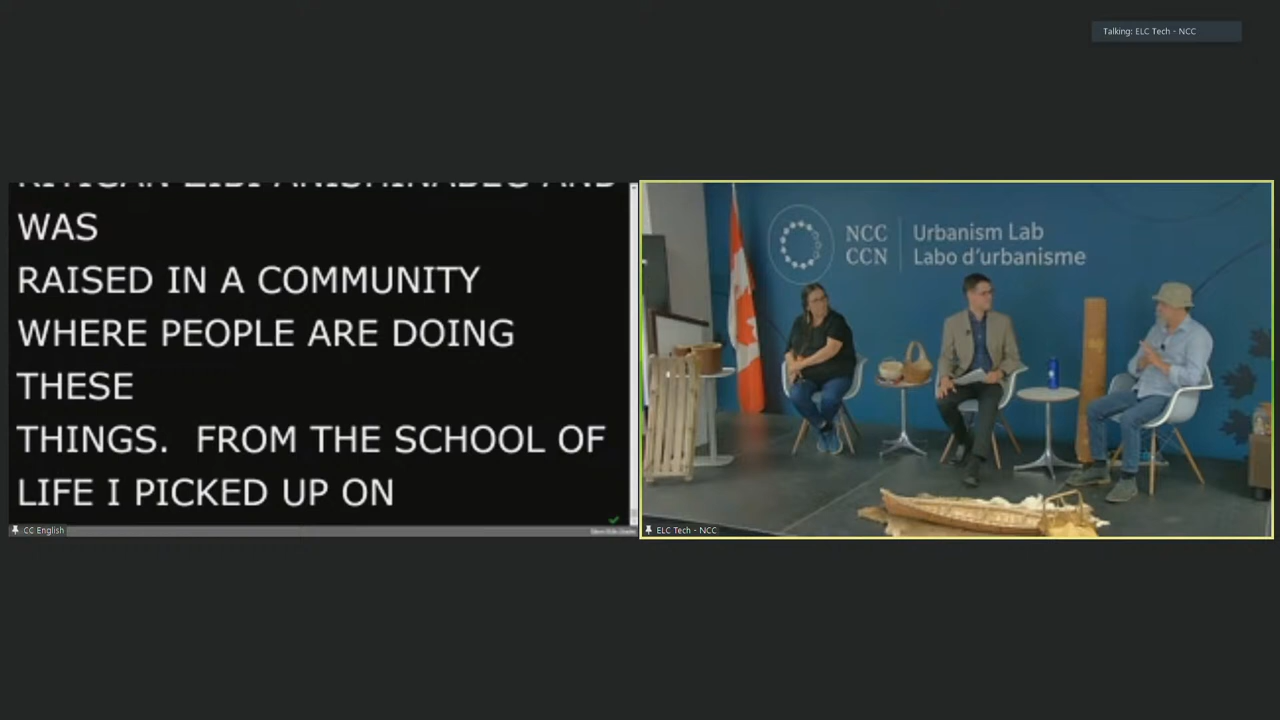 Talking: ELC Tech - NCC
WAS
RAISED IN A COMMUNITY
WHERE PEOPLE ARE DOING
THESE
THINGS. FROM THE SCHOOL OF
LIFE I PICKED UP ON
CC English
NCC
CCN
Urbanism Lab
Labo d'urbanisme
ELC Tech - NCC